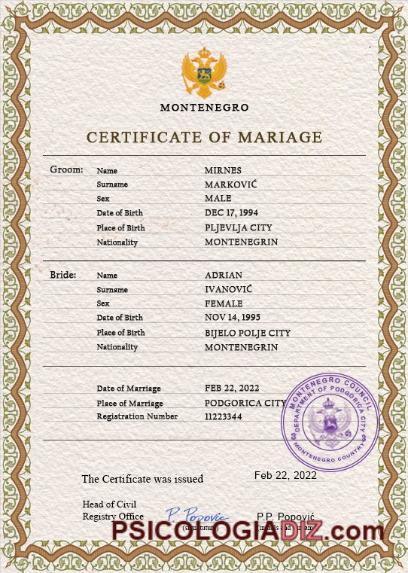 MONTENEGRO
CERTIFICATE OF MARIAGE
Groom: Name MIRNES
Surname MARKOVIĆ
Sex MALE
Date of Birth DEC 17, 1994
Place of Birth PLJEVLJA CITY
Nationality MONTENEGRIN
Bride: Name ADRIAN
Surname IVANOVIĆ
Sex FEMALE
Date of Birth NOV 14, 1995
Place of Birth BIJELO POLJE CITY
Nationality MONTENEGRIN
Date of Marriage FEB 22, 2022
Place of Marriage PODGORICA CITY
Registration Number 11223344
MONTENEGRO COUNCIL
DEPARTMENT OF PODGORICA CITY
MONTENEGRO COUNTRY
The Certificate was issued Feb 22, 2022
Head of Civil
Registry Office P. Popović P.P. Popović
PSICOLOGIADIZ.com